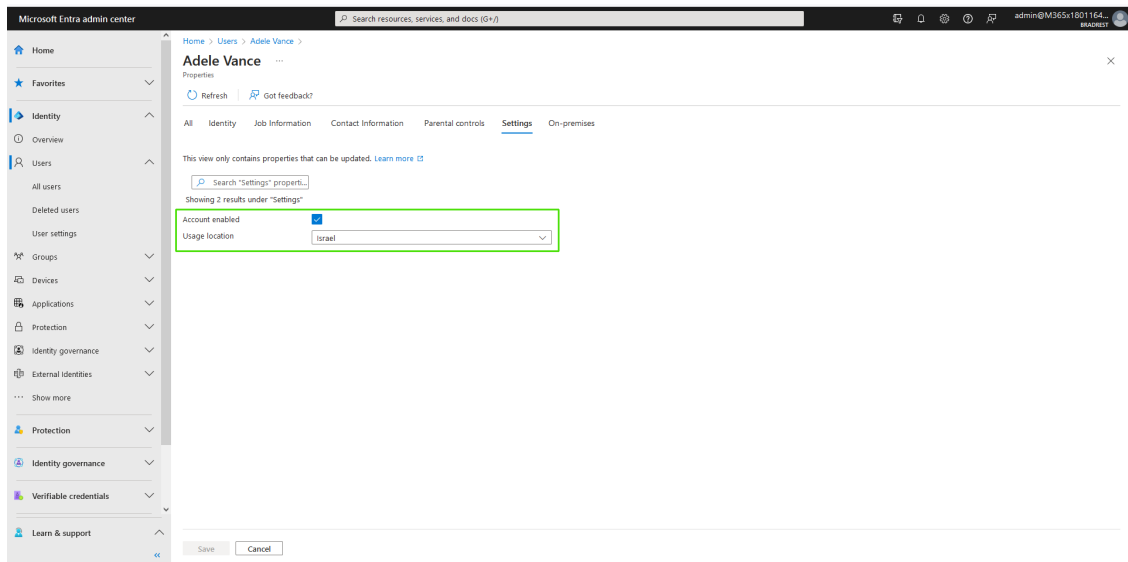 Microsoft Entra admin center
Search resources, services, and docs (G+/)
admin@M365x1801164...
BRADREST
Home
Favorites
Identity
Overview
Users
All users
Deleted users
User settings
Groups
Devices
Applications
Protection
Identity governance
External Identities
Show more
Protection
Identity governance
Verifiable credentials
Learn & support
Home > Users > Adele Vance >
Adele Vance ...
Properties
Refresh
Got feedback?
All Identity Job Information Contact Information Parental controls Settings On-premises
This view only contains properties that can be updated. Learn more
Search "Settings" properti...
Showing 2 results under "Settings"
Account enabled
Usage location Israel
Save Cancel